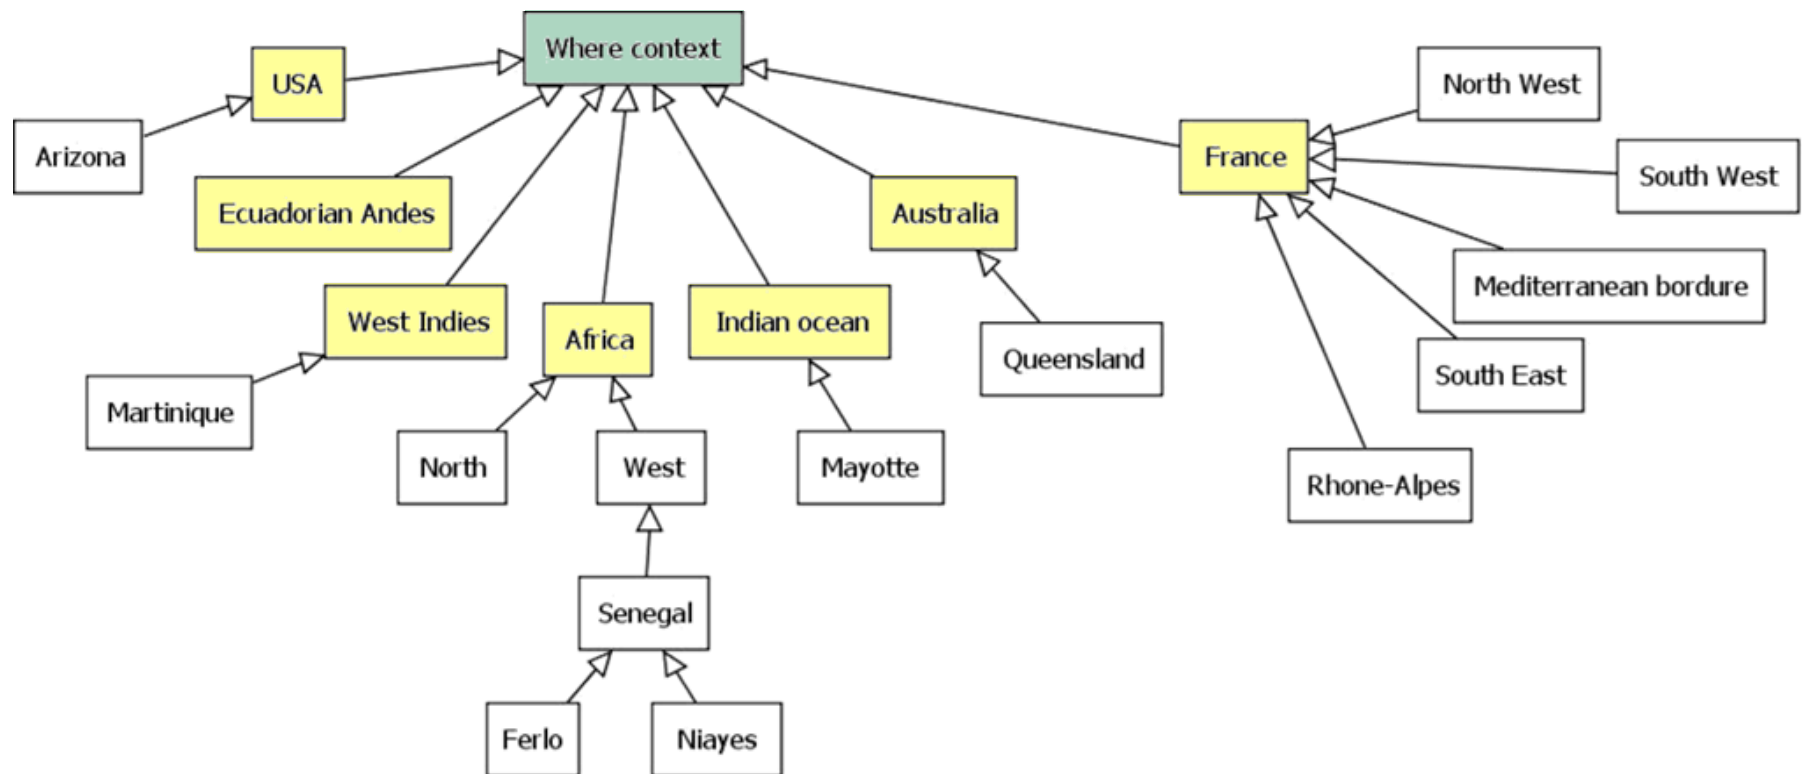 Where context
USA
North West
Arizona
France
South West
Ecuadorian Andes
Australia
Mediterranean bordure
West Indies
Africa
Indian ocean
Queensland
South East
Martinique
North
West
Mayotte
Rhone-Alpes
Senegal
Ferlo
Niayes